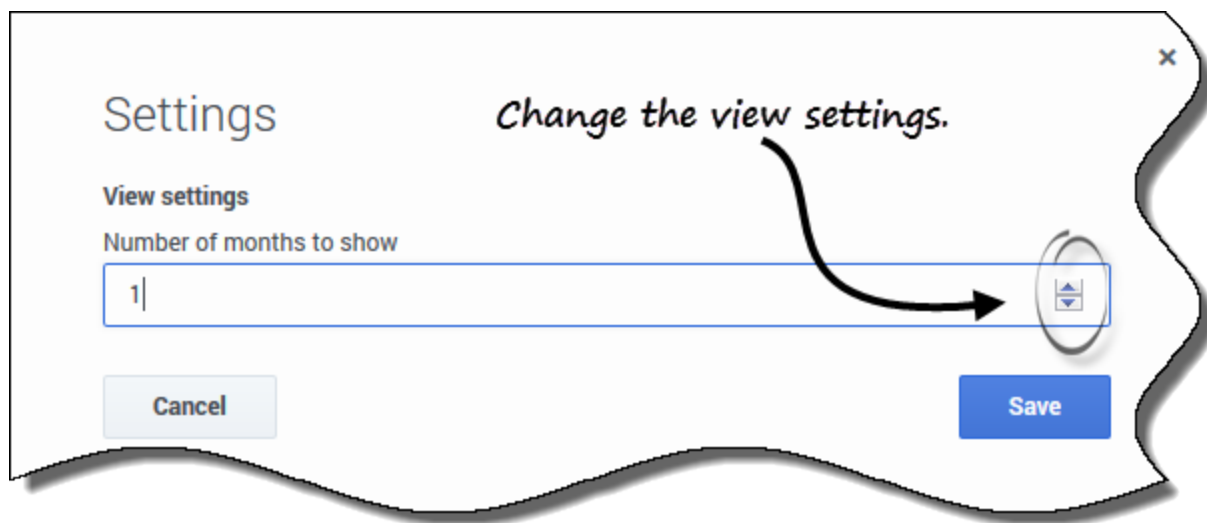 ×
Settings
Change the view settings.
View settings
Number of months to show
1
Cancel
Save